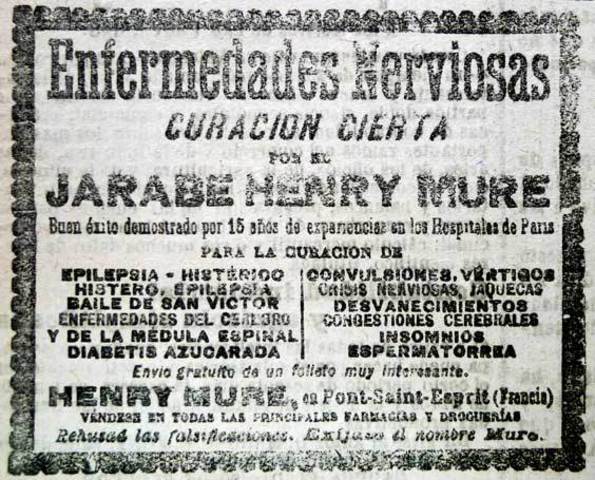 Enfermedades Nerviosas
CURACION CIERTA
POR EL
JARABE HENRY MURE
Buen éxito demostrado por 15 años de experiencias en los Hospitales de Paris
PARA LA CURACION DE
EPILEPSIA - HISTÉRICO
HISTERO, EPILEPSIA
BAILE DE SAN VICTOR
ENFERMEDADES DEL CEREBRO
Y DE LA MÉDULA ESPINAL
DIABETIS AZUCARADA
CONVULSIONES, VÉRTIGOS
CRISIS NERVIOSAS, JAQUECAS
DESVANECIMIENTOS
CONGESTIONES CEREBRALES
INSOMNIOS
ESPERMATORREA
Envio gratuito de un folleto muy interesante.
HENRY MURE, en Pont-Saint-Esprit (Francia)
VÉNDESE EN TODAS LAS PRINCIPALES FARMACIAS Y DROGUERÍAS
Rehusad las falsificaciones. Exijase el nombre Mure.